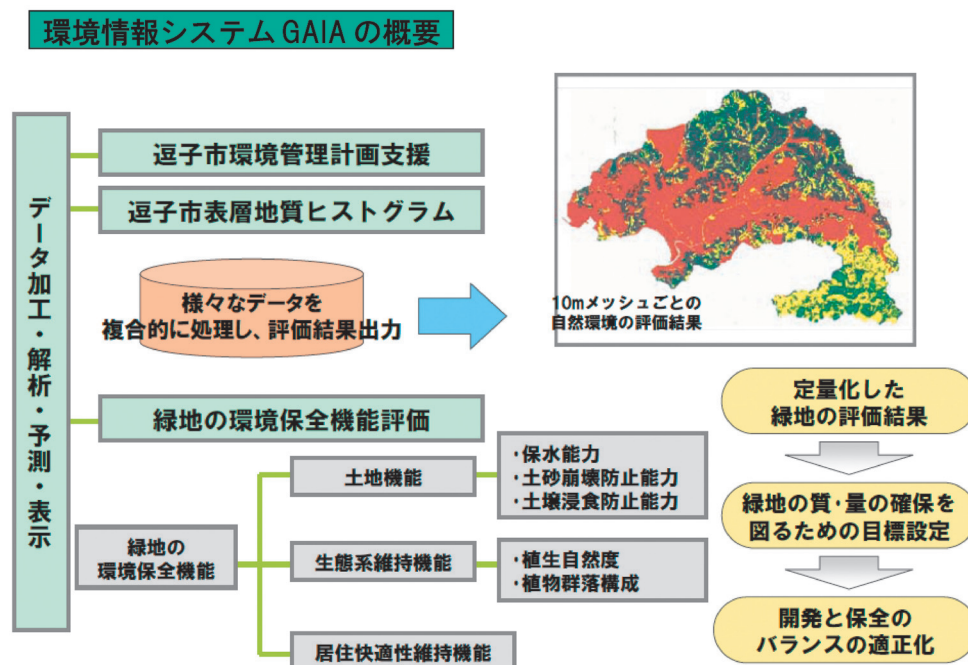 環境情報システムGAIAの概要
データ加工・解析・予測・表示
逗子市環境管理計画支援
逗子市表層地質ヒストグラム
様々なデータを
複合的に処理し、評価結果出力
10mメッシュごとの
自然環境の評価結果
緑地の環境保全機能評価
緑地の
環境保全機能
土地機能
・保水能力
・土砂崩壊防止能力
・土壌浸食防止能力
生態系維持機能
・植生自然度
・植物群落構成
居住快適性維持機能
定量化した
緑地の評価結果
緑地の質・量の確保を
図るための目標設定
開発と保全の
バランスの適正化